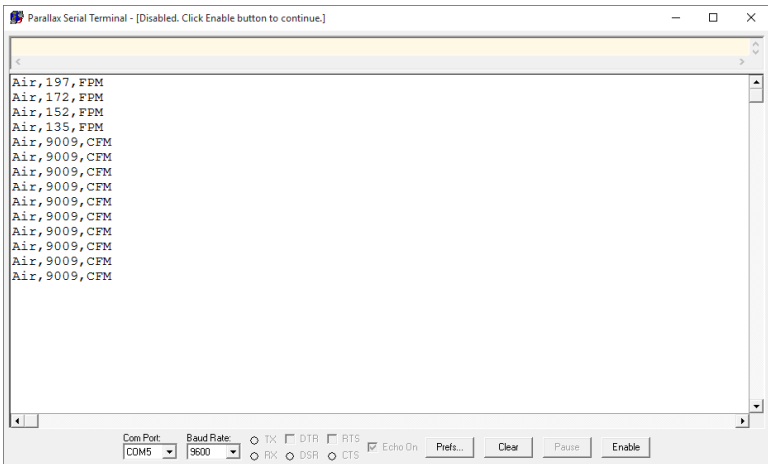 Parallax Serial Terminal - [Disabled. Click Enable button to continue.]
Air,197,FPM
Air,172,FPM
Air,152,FPM
Air,135,FPM
Air,9009,CFM
Air,9009,CFM
Air,9009,CFM
Air,9009,CFM
Air,9009,CFM
Air,9009,CFM
Air,9009,CFM
Air,9009,CFM
Air,9009,CFM
Air,9009,CFM
Com Port: Baud Rate: TX DTR RTS
COM5 9600 RX DSR CTS Echo On Prefs... Clear Pause Enable